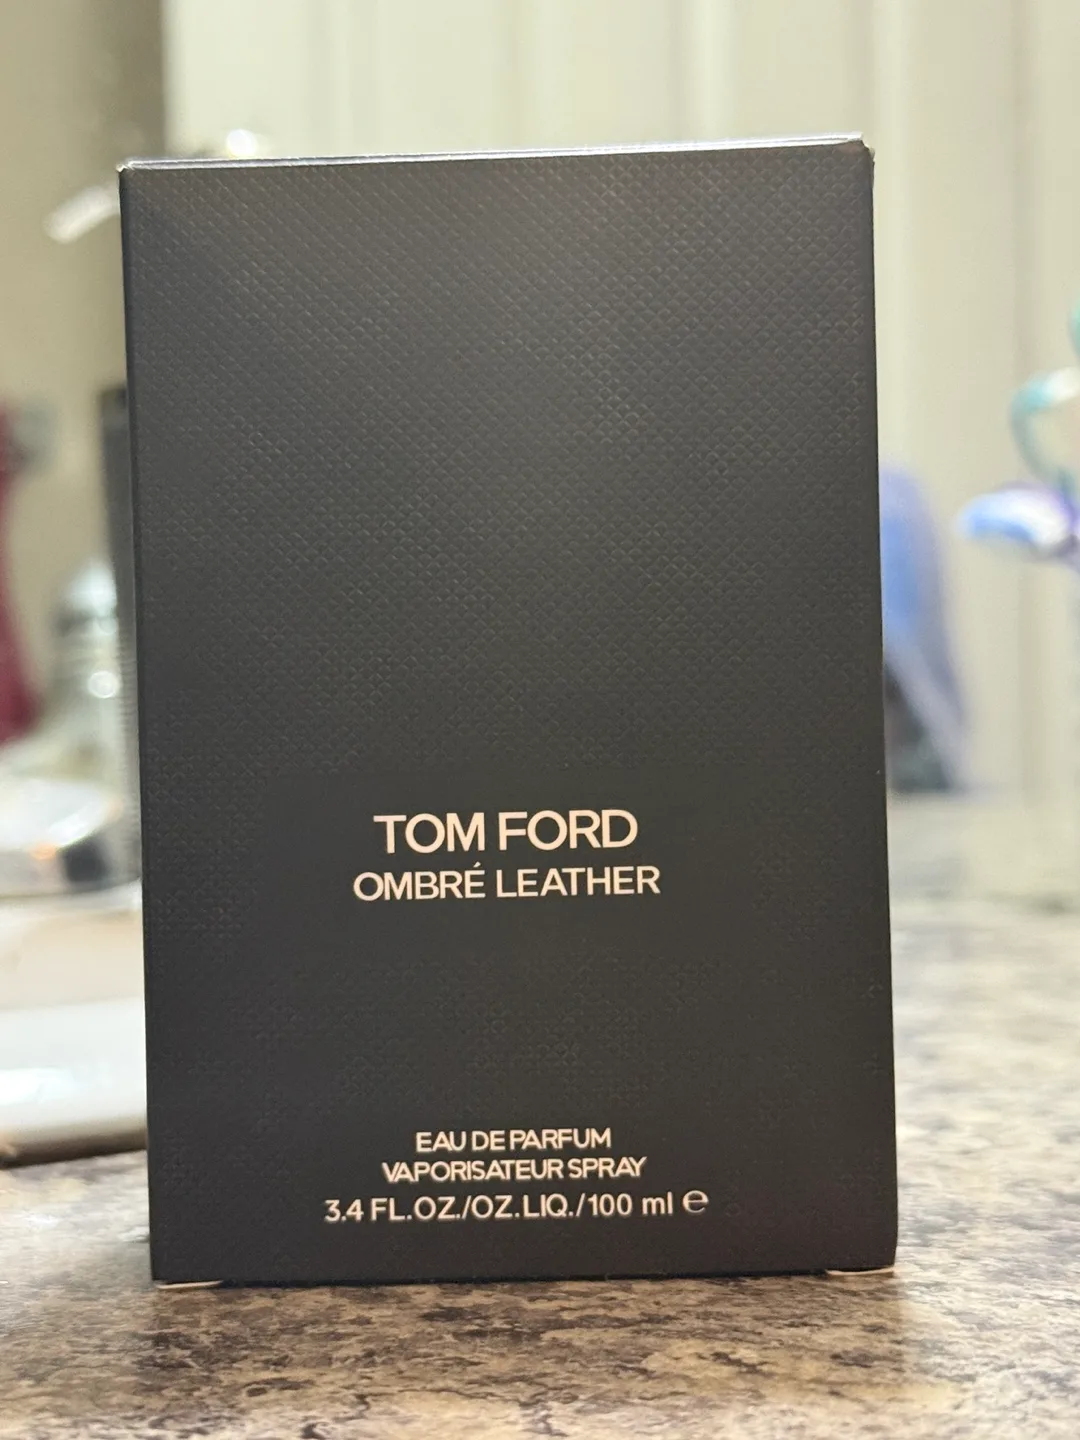 TOM FORD
OMBRÉ LEATHER
EAU DE PARFUM
VAPORISATEUR SPRAY
3.4 FL.OZ./OZ.LIQ./100 ml ℮